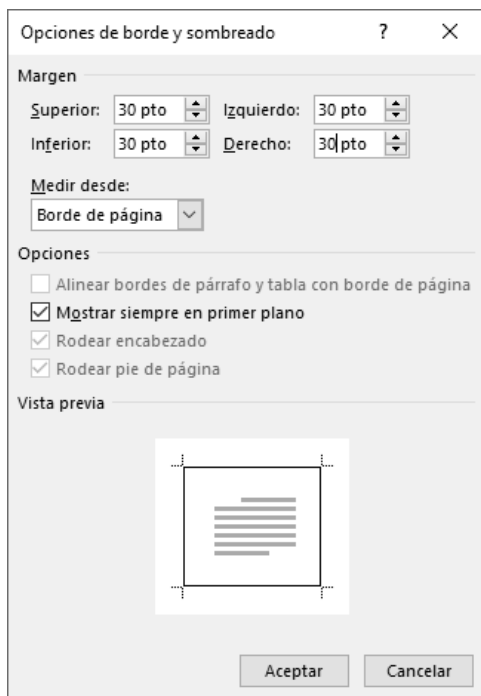 Opciones de borde y sombreado ?
Margen
Superior: 30 pto Izquierdo: 30 pto
Inferior: 30 pto Derecho: 30 pto
Medir desde:
Borde de página
Opciones
Alinear bordes de párrafo y tabla con borde de página
Mostrar siempre en primer plano
Rodear encabezado
Rodear pie de página
Vista previa
Aceptar Cancelar